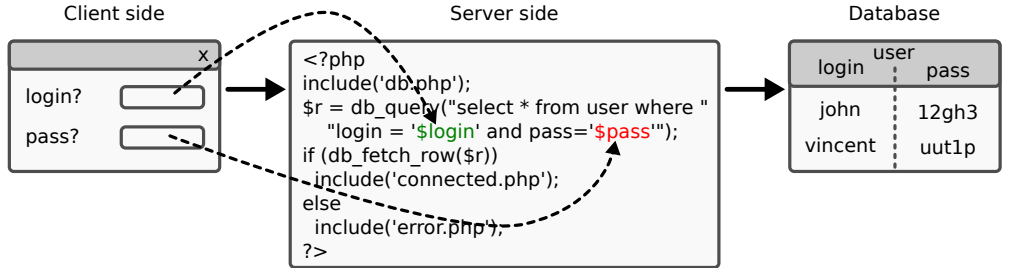 Client side
Server side
Database
x
login?
pass?
<?php
include('db.php');
$r = db_query("select * from user where "
"login = '$login' and pass='$pass'");
if (db_fetch_row($r))
include('connected.php');
else
include('error.php');
?>
user
login pass
john 12gh3
vincent uut1p